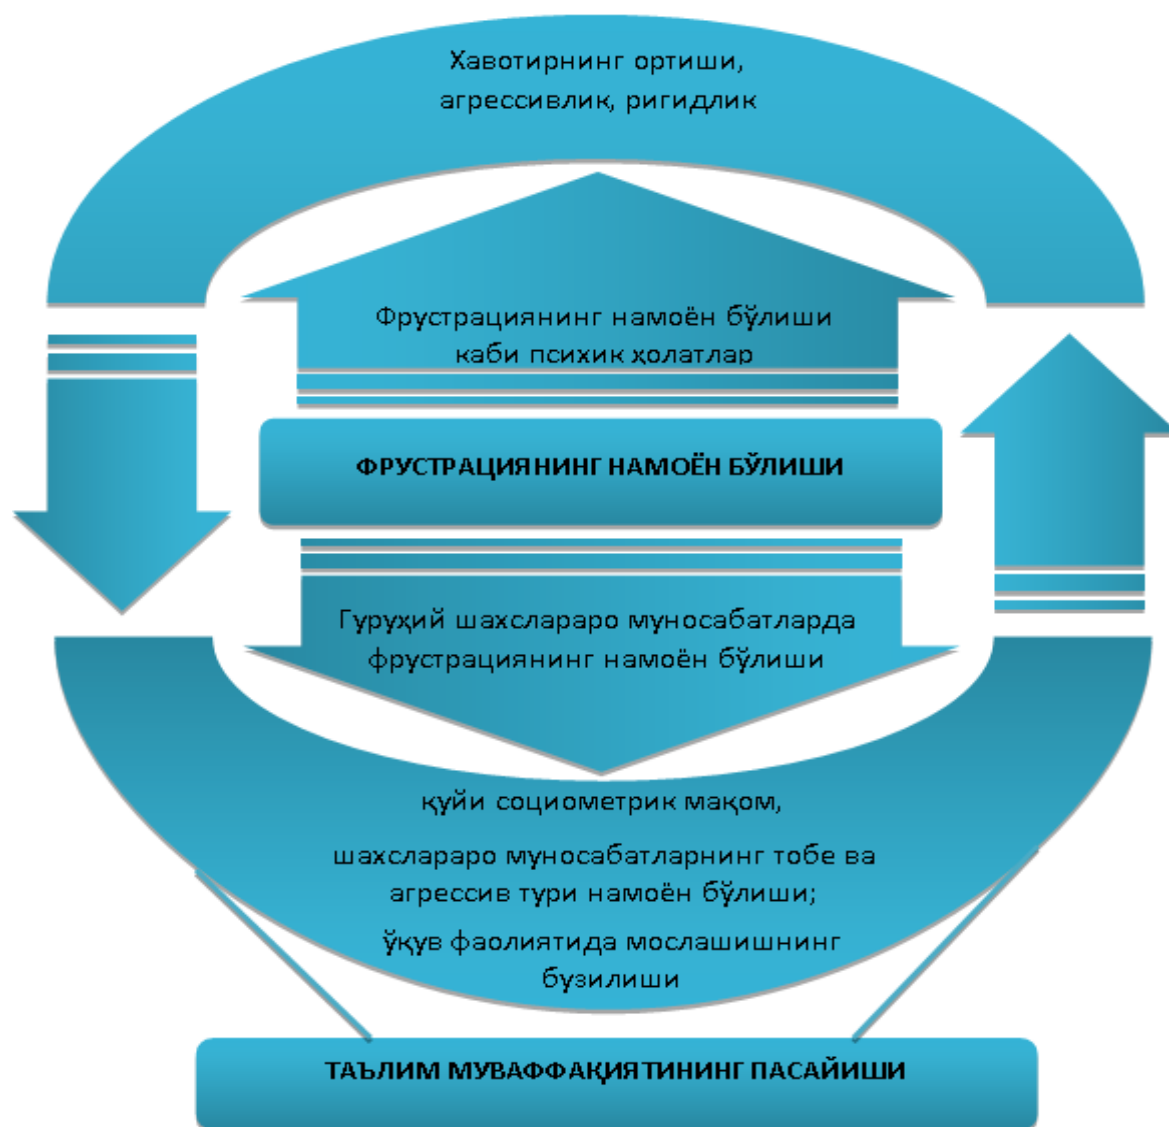 Хавотирнинг ортиши,
агрессивлик, ригидлик
Фрустрациянинг намоён бўлиши
каби психик ҳолатлар
ФРУСТРАЦИЯНИНГ НАМОЁН БЎЛИШИ
Гуруҳий шахслараро муносабатларда
фрустрациянинг намоён бўлиши
қуйи социометрик мақом,
шахслараро муносабатларнинг тобе ва
агрессив тури намоён бўлиши;
ўқув фаолиятида мослашишнинг
бузилиши
ТАЪЛИМ МУВАФФАҚИЯТИНИНГ ПАСАЙИШИ